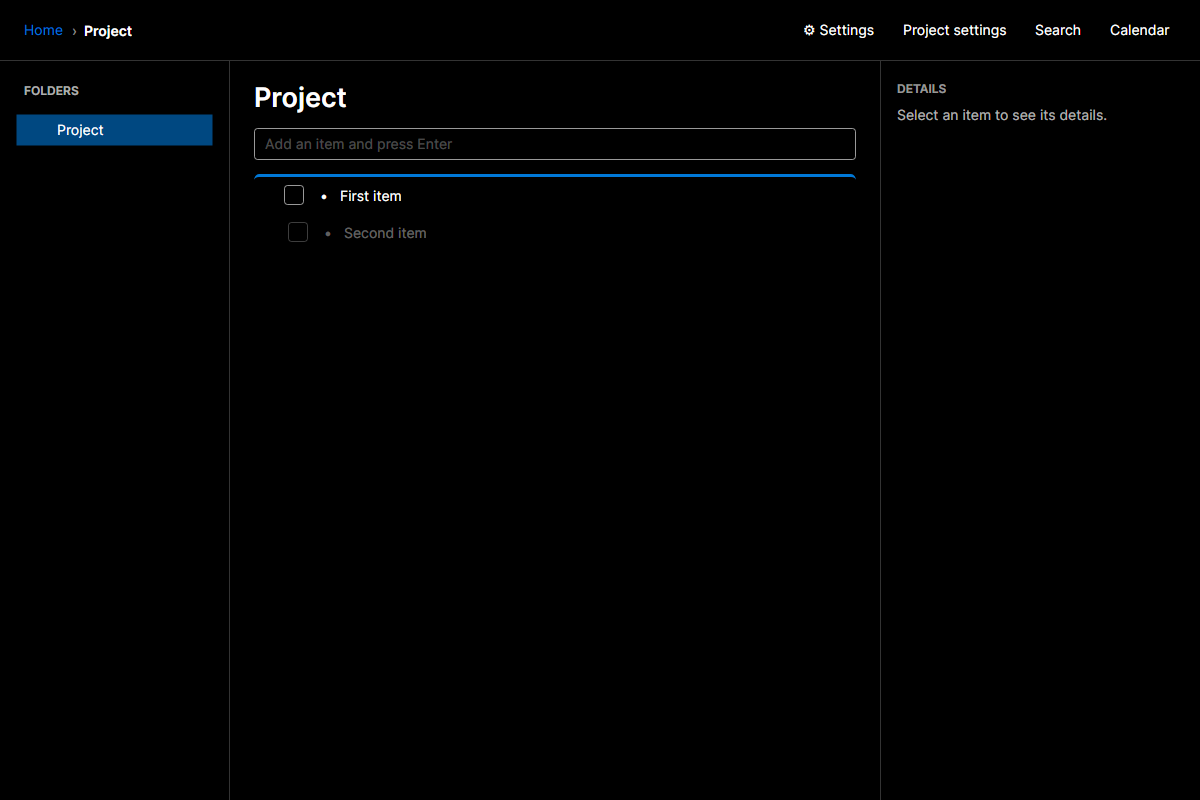 Home › Project
⚙ Settings
Project settings
Search
Calendar
FOLDERS
Project
Project
Add an item and press Enter
• First item
• Second item
DETAILS
Select an item to see its details.